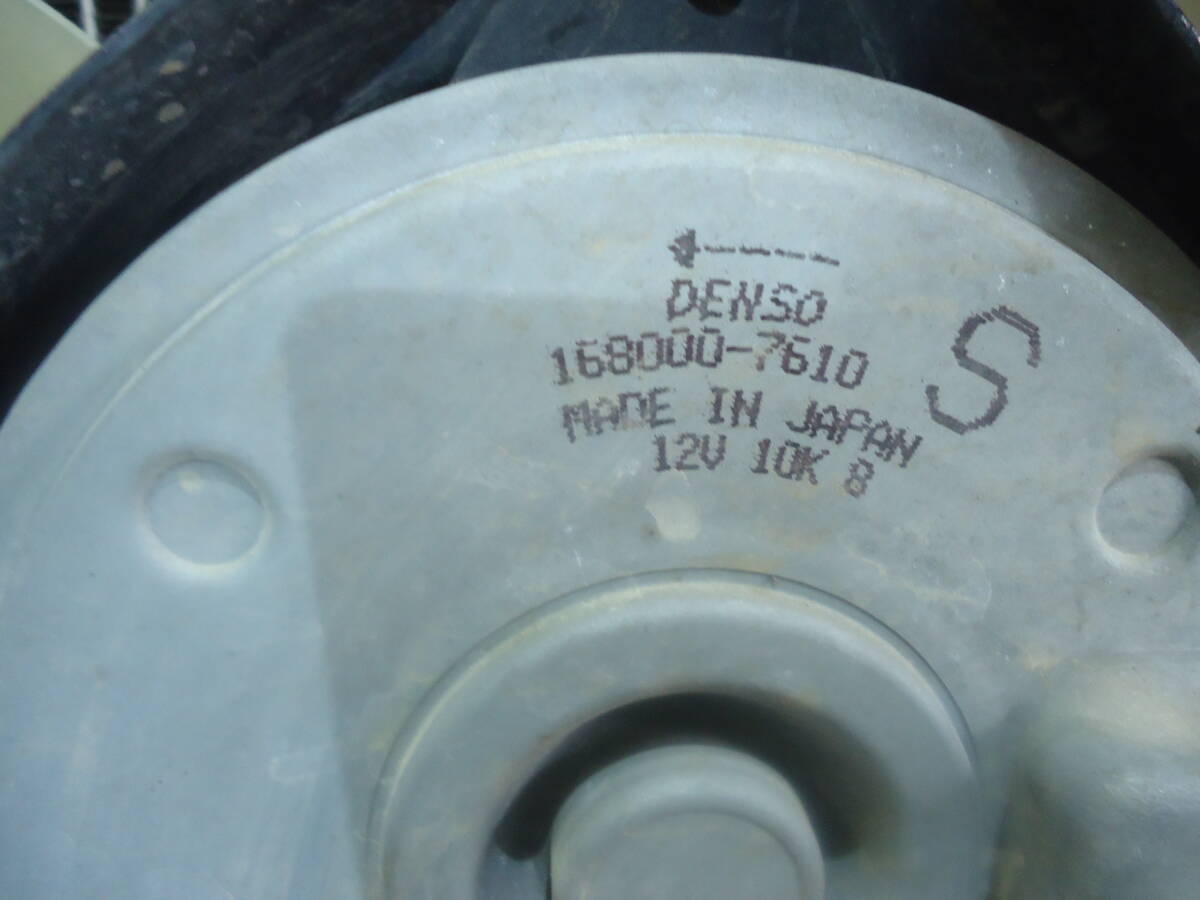 DENSO
168000-7610
MADE IN JAPAN
12V 10K 8
S